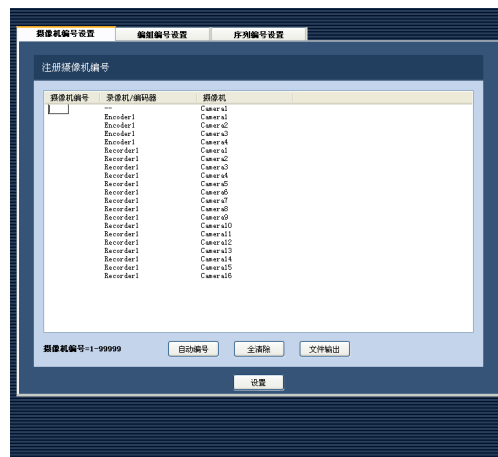 摄像机编号设置 编组编号设置 序列编号设置
注册摄像机编号
摄像机编号 录像机/编码器 摄像机
-- Camera1
Encoder1 Camera1
Encoder1 Camera2
Encoder1 Camera3
Encoder1 Camera4
Recorder1 Camera1
Recorder1 Camera2
Recorder1 Camera3
Recorder1 Camera4
Recorder1 Camera5
Recorder1 Camera6
Recorder1 Camera7
Recorder1 Camera8
Recorder1 Camera9
Recorder1 Camera10
Recorder1 Camera11
Recorder1 Camera12
Recorder1 Camera13
Recorder1 Camera14
Recorder1 Camera15
Recorder1 Camera16
摄像机编号=1-99999 自动编号 全清除 文件输出
设置